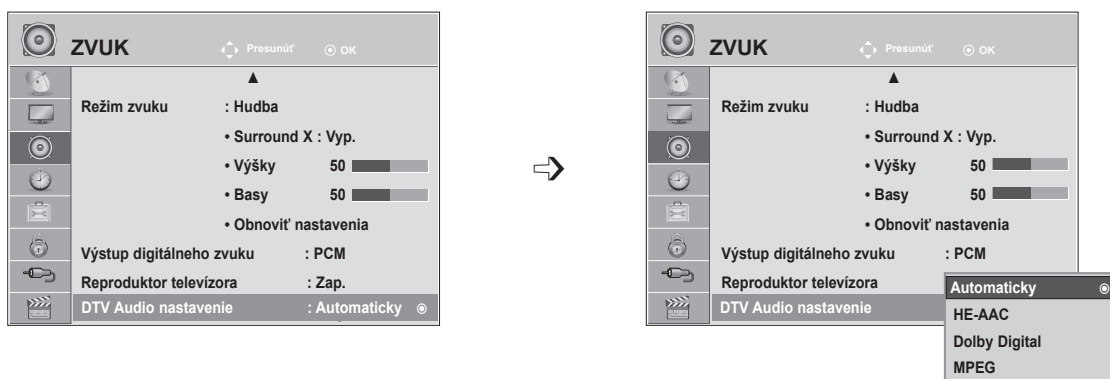 ZVUK Presunúť OK
Režim zvuku : Hudba
• Surround X : Vyp.
• Výšky 50
• Basy 50
• Obnoviť nastavenia
Výstup digitálneho zvuku : PCM
Reproduktor televízora : Zap.
DTV Audio nastavenie : Automaticky
ZVUK Presunúť OK
Režim zvuku : Hudba
• Surround X : Vyp.
• Výšky 50
• Basy 50
• Obnoviť nastavenia
Výstup digitálneho zvuku : PCM
Reproduktor televízora
DTV Audio nastavenie
Automaticky
HE-AAC
Dolby Digital
MPEG